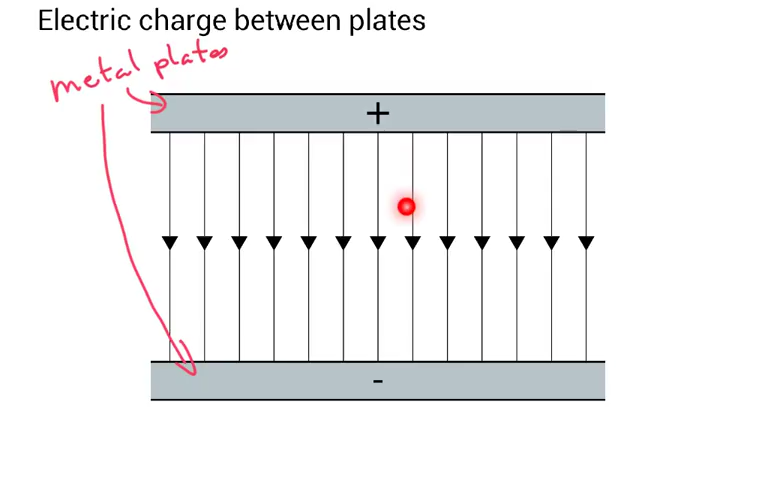 Electric charge between plates
metal plates
+
-